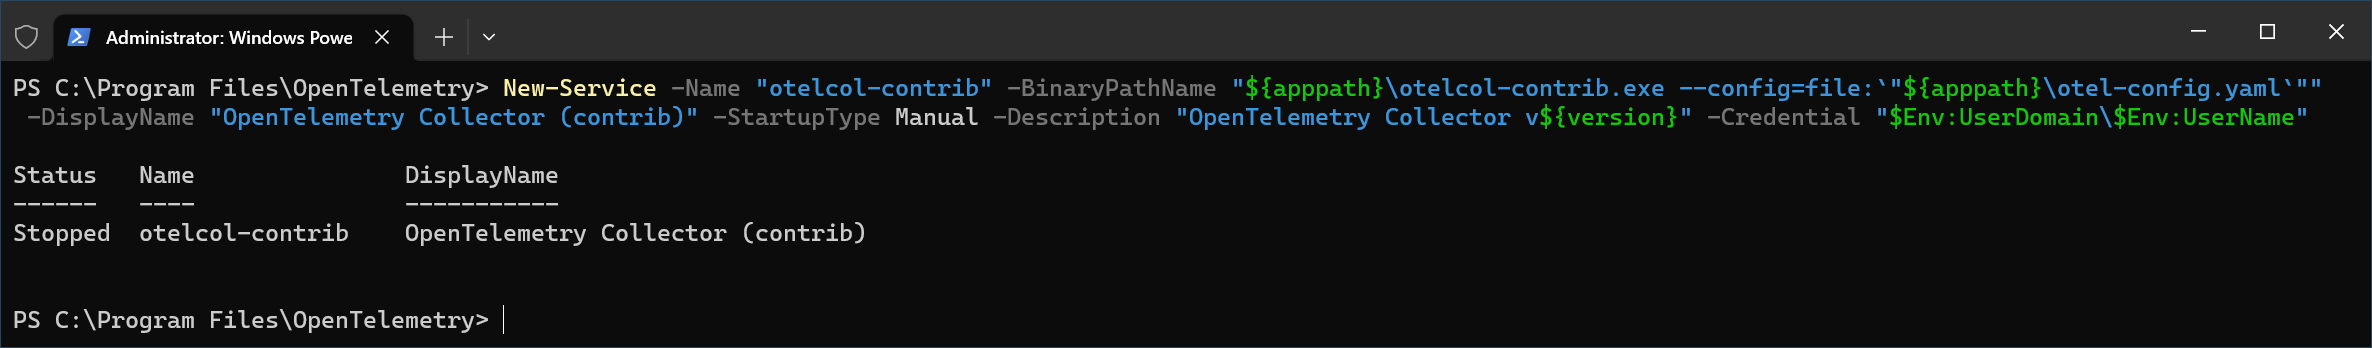 Administrator: Windows Powe
PS C:\Program Files\OpenTelemetry> New-Service -Name "otelcol-contrib" -BinaryPathName "${apppath}\otelcol-contrib.exe --config=file:`"${apppath}\otel-config.yaml`""
-DisplayName "OpenTelemetry Collector (contrib)" -StartupType Manual -Description "OpenTelemetry Collector v${version}" -Credential "$Env:UserDomain\$Env:UserName"
Status   Name               DisplayName
------   ----               -----------
Stopped  otelcol-contrib    OpenTelemetry Collector (contrib)
PS C:\Program Files\OpenTelemetry>